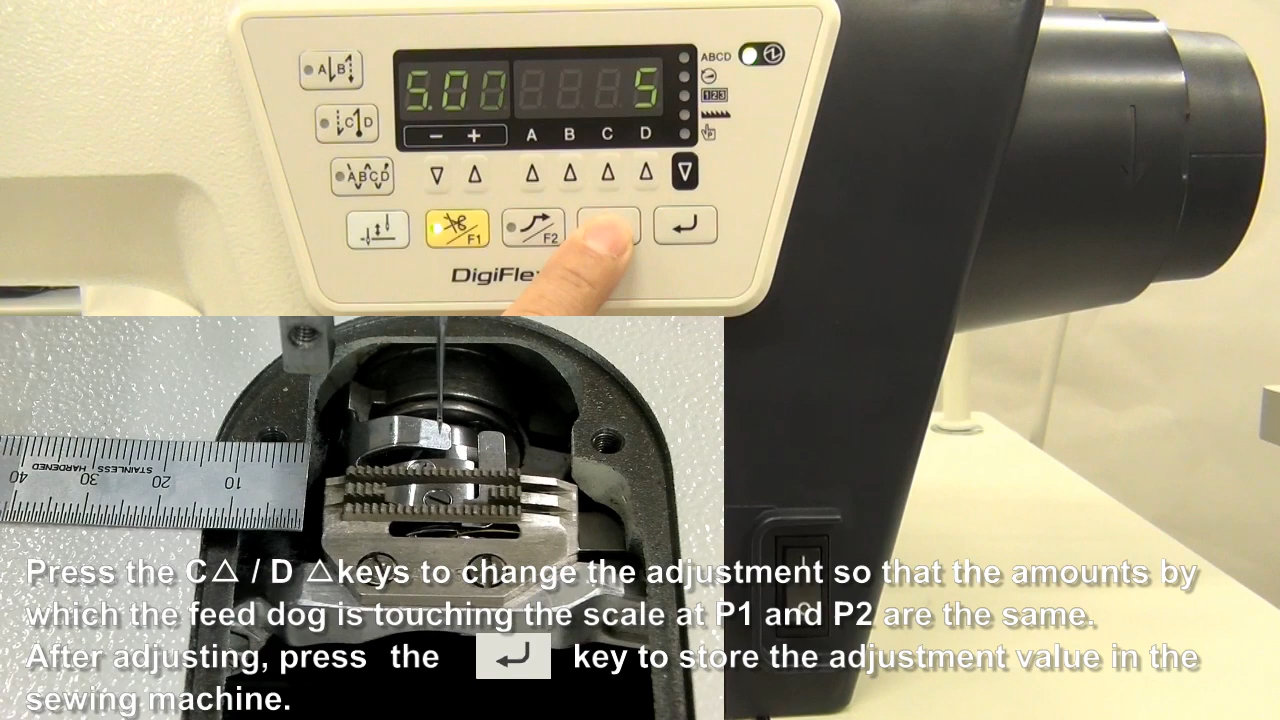 A B
C D
ABCD
5.00 5
− + A B C D
ABCD
123
P
F1
F2
DigiFle
STAINLESS HARDENED
40 30 20 10
Press the C△ / D △keys to change the adjustment so that the amounts by
which the feed dog is touching the scale at P1 and P2 are the same.
After adjusting, press the ↵ key to store the adjustment value in the
sewing machine.